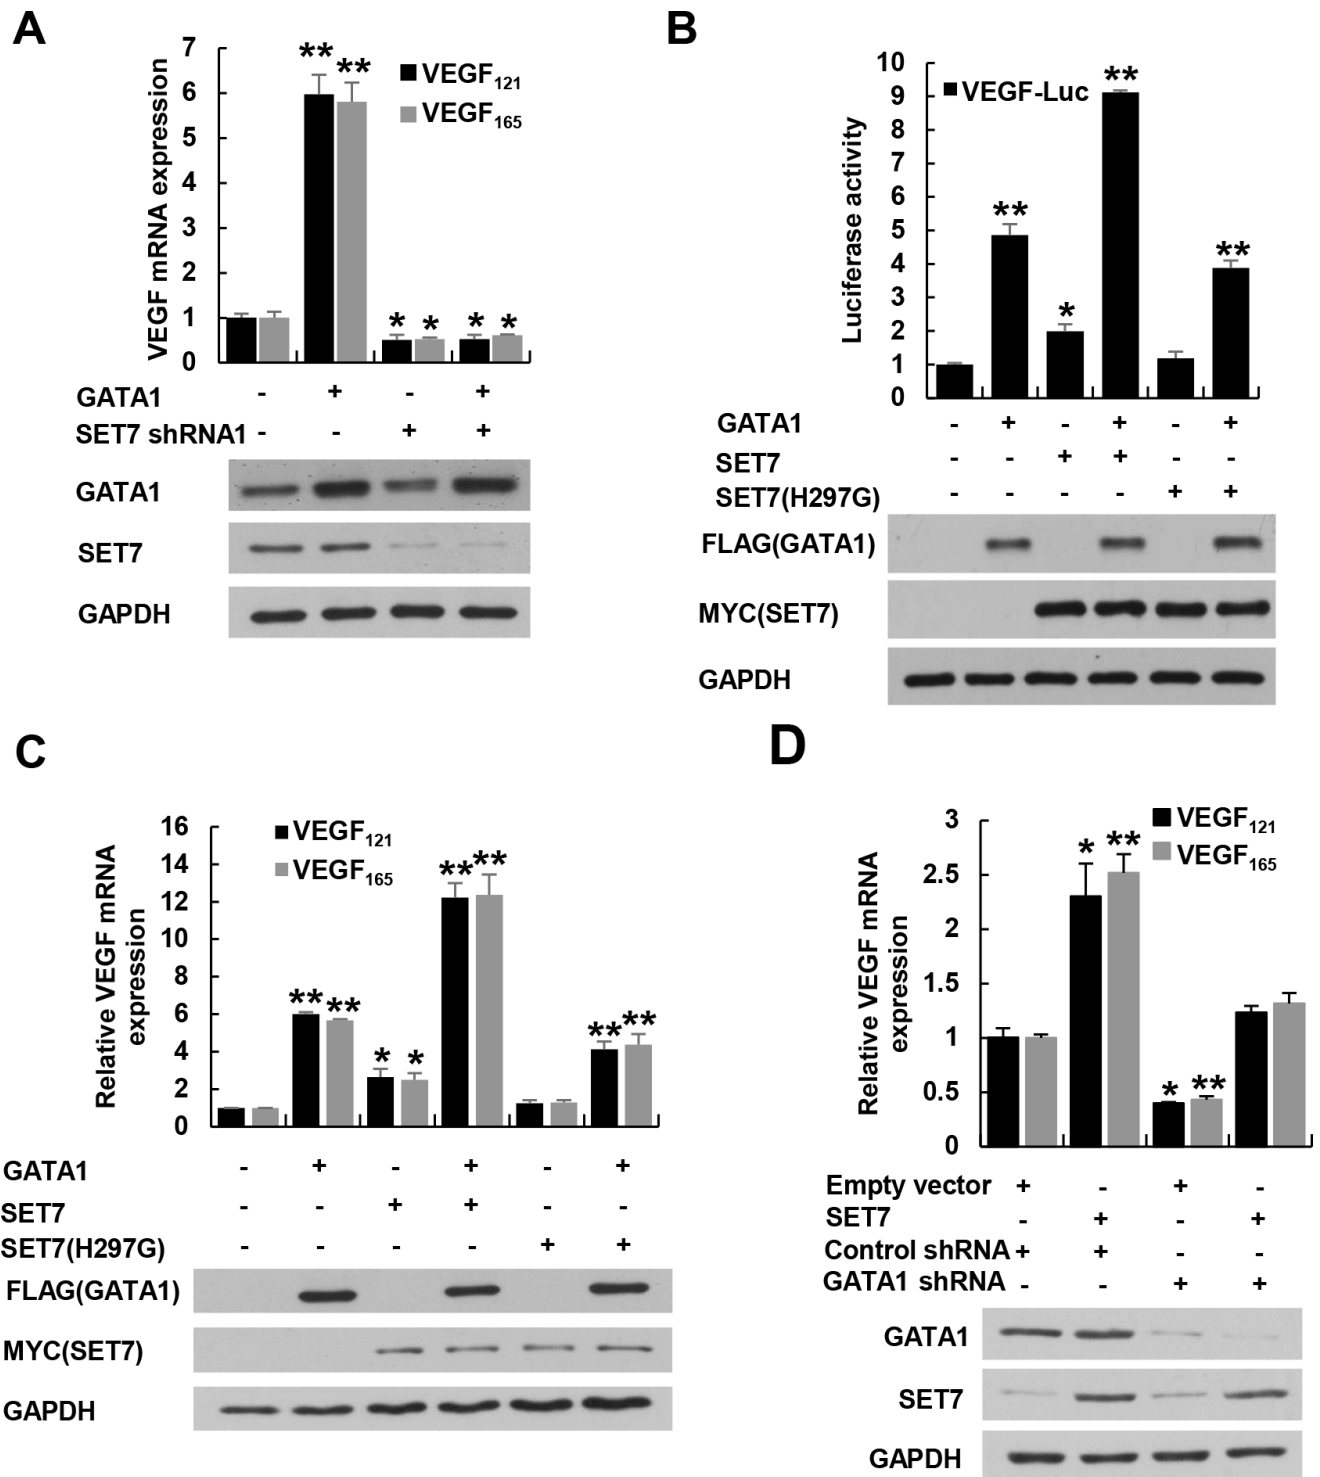 A
VEGF mRNA expression
7
6
5
4
3
2
1
0
** ** * * * *
VEGF121
VEGF165
GATA1 - + - +
SET7 shRNA1 - - + +
GATA1
SET7
GAPDH
B
Luciferase activity
10
9
8
7
6
5
4
3
2
1
0
VEGF-Luc
** * ** **
GATA1 - + - + - +
SET7 - - + + - -
SET7(H297G) - - - - + +
FLAG(GATA1)
MYC(SET7)
GAPDH
C
Relative VEGF mRNA
expression
16
14
12
10
8
6
4
2
0
VEGF121
VEGF165
** ** * * ** ** ** **
GATA1 - + - + - +
SET7 - - + + - -
SET7(H297G) - - - - + +
FLAG(GATA1)
MYC(SET7)
GAPDH
D
Relative VEGF mRNA
expression
3
2.5
2
1.5
1
0.5
0
VEGF121
VEGF165
* ** * **
Empty vector + - + -
SET7 - + - +
Control shRNA + + - -
GATA1 shRNA - - + +
GATA1
SET7
GAPDH